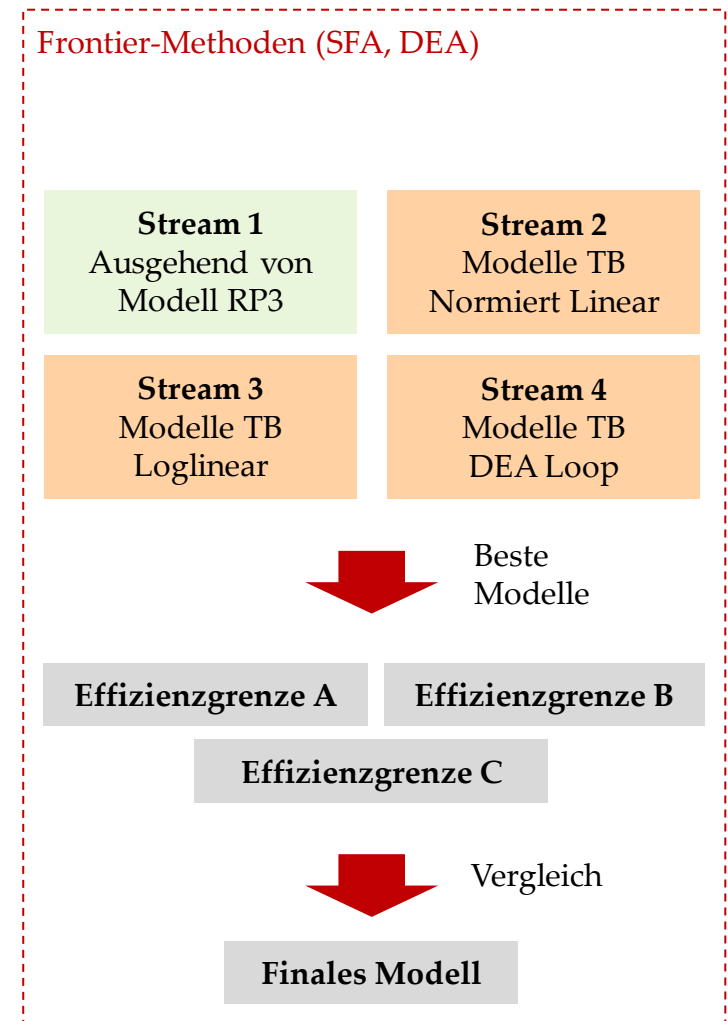 Frontier-Methoden (SFA, DEA)
Stream 1
Ausgehend von
Modell RP3
Stream 2
Modelle TB
Normiert Linear
Stream 3
Modelle TB
Loglinear
Stream 4
Modelle TB
DEA Loop
Beste
Modelle
Effizienzgrenze A
Effizienzgrenze B
Effizienzgrenze C
Vergleich
Finales Modell